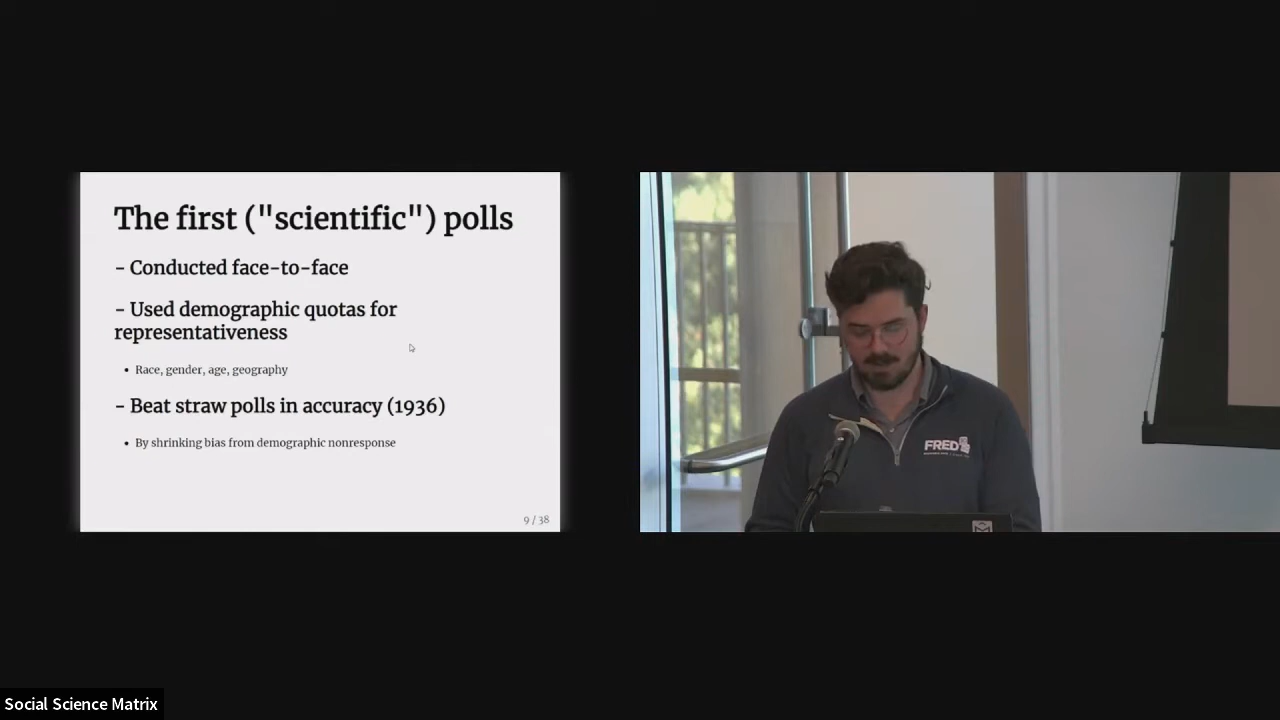 The first ("scientific") polls
- Conducted face-to-face
- Used demographic quotas for
representativeness
• Race, gender, age, geography
- Beat straw polls in accuracy (1936)
• By shrinking bias from demographic nonresponse
9 / 38
FRED
Social Science Matrix